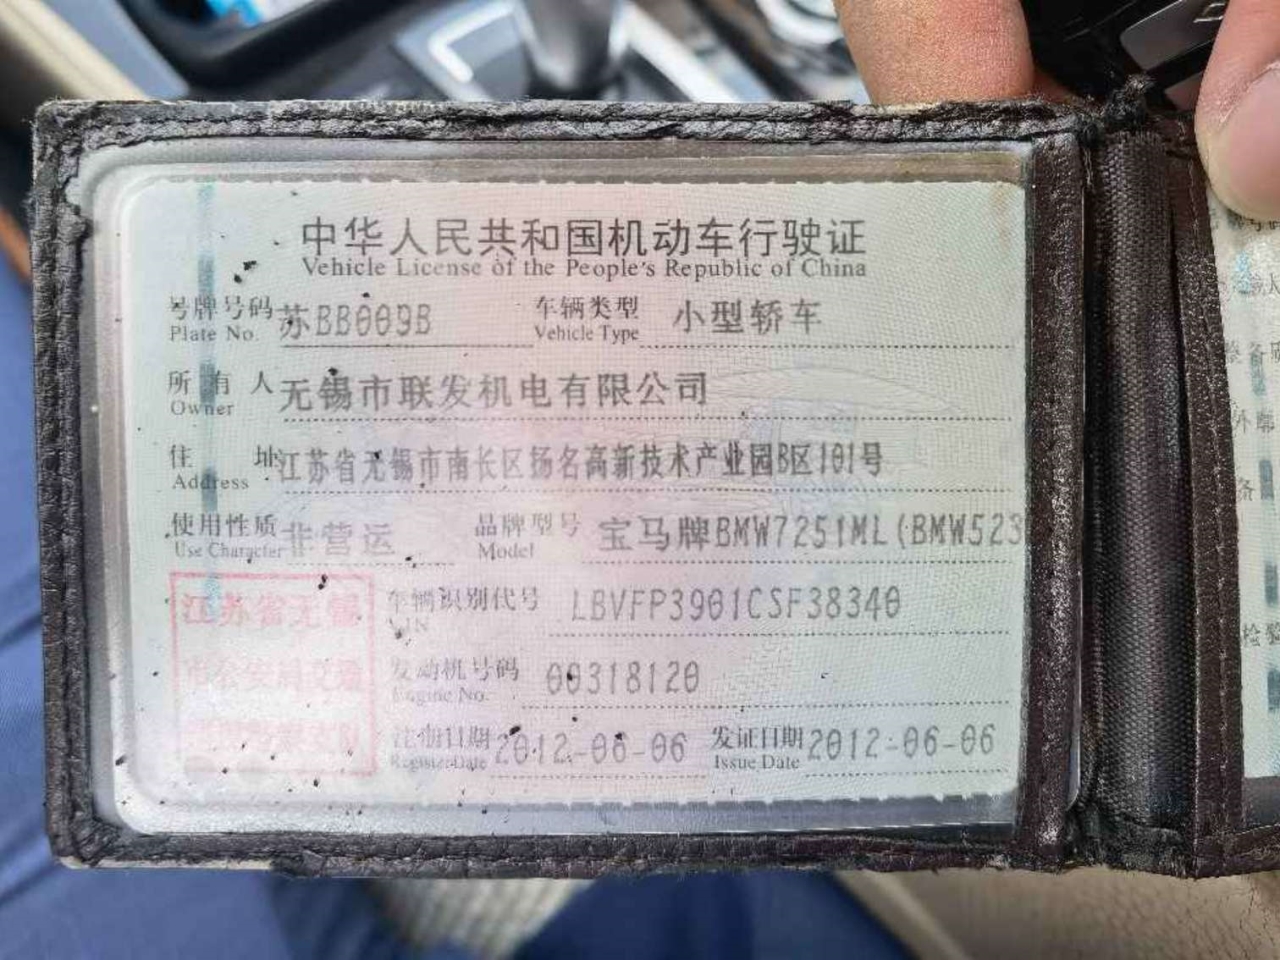 中华人民共和国机动车行驶证
Vehicle License of the People's Republic of China
号牌号码 苏BB009B 车辆类型 小型轿车
Plate No. Vehicle Type
所有人 无锡市联发机电有限公司
Owner
住址 江苏省无锡市南长区扬名高新技术产业园B区101号
Address
使用性质 非营运 品牌型号 宝马牌BMW7251ML(BMW523
Use Character Model
江苏省无锡
车辆识别代号 LBVFP3901CSF38340
VIN
市公安局交通
发动机号码 00318120
Engine No.
注册日期 2012-06-06 发证日期 2012-06-06
Register Date Issue Date